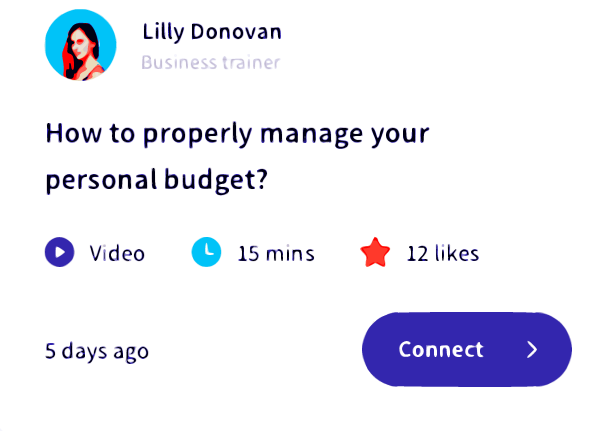 Lilly Donovan
Business trainer
How to properly manage your
personal budget?
Video 15 mins 12 likes
5 days ago Connect